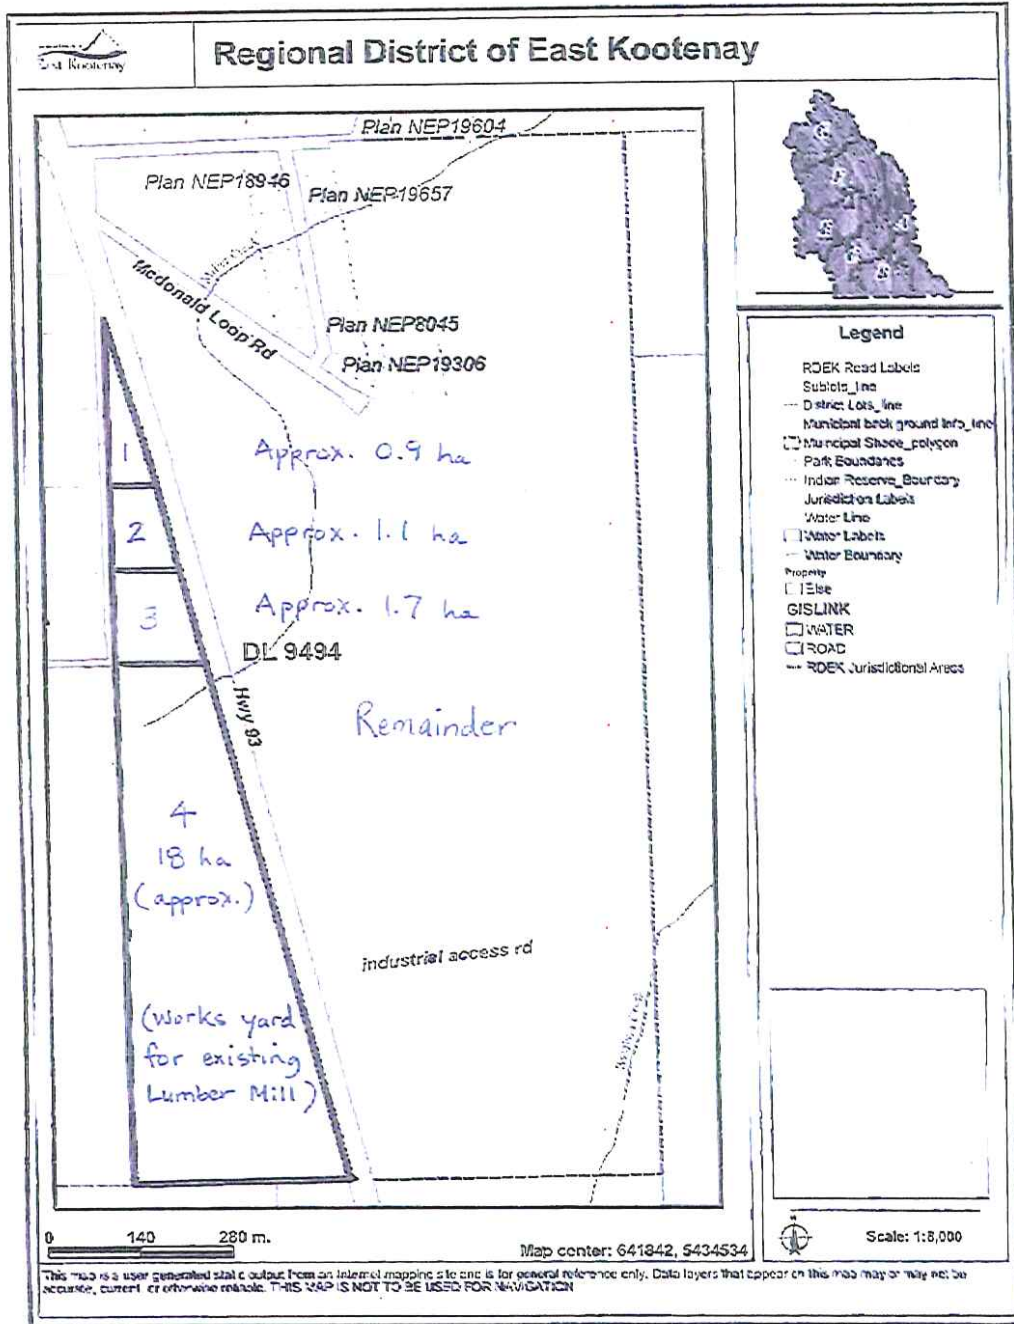 East Kootenay
Regional District of East Kootenay
Plan NEP19604
Plan NEP18946
Plan NEP19657
Mcdonald Loop Rd
Plan NEP8045
Plan NEP19306
1
Approx. 0.9 ha
2
Approx. 1.1 ha
3
Approx. 1.7 ha
DL 9494
Hwy 93
Remainder
4
18 ha
(approx.)
industrial access rd
(Works yard
for existing
Lumber Mill)
Legend
RDEK Road Labels
Sublots_line
District Lots_line
Municipal back ground info_line
Municipal Shade_polygon
Park Boundaries
Indian Reserve_Boundary
Jurisdiction Labels
Water Line
Water Labels
Water Boundary
Property
Else
GISLINK
WATER
ROAD
RDEK Jurisdictional Areas
0 140 280 m.
Map center: 641842, 5434534
Scale: 1:8,000
This map is a user generated static output from an Internet mapping site and is for general reference only. Data layers that appear on this map may or may not be
accurate, current, or otherwise reliable. THIS MAP IS NOT TO BE USED FOR NAVIGATION